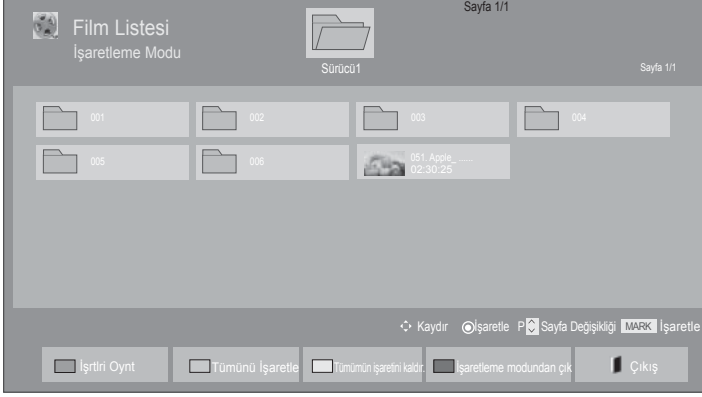 Sayfa 1/1
Film Listesi
İşaretleme Modu
Sürücü1
Sayfa 1/1
001
002
003
004
005
006
051. Apple_ ......
02:30:25
Kaydır
İşaretle
P
Sayfa Değişikliği
MARK
İşaretle
İşrtlri Oynt
Tümünü İşaretle
Tümümün işaretini kaldır.
İşaretleme modundan çık
Çıkış